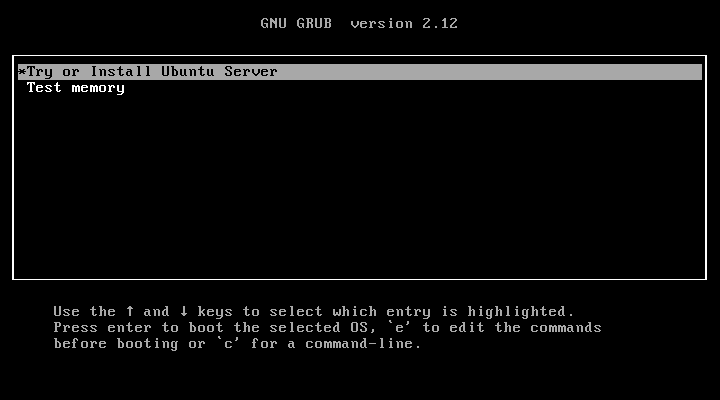 GNU GRUB  version 2.12
*Try or Install Ubuntu Server
Test memory
Use the ↑ and ↓ keys to select which entry is highlighted.
Press enter to boot the selected OS, `e' to edit the commands
before booting or `c' for a command-line.